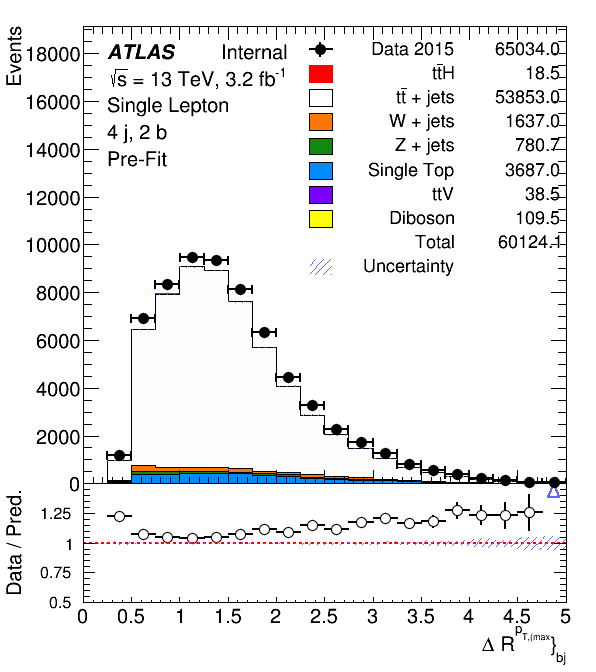 ATLAS Internal
√s = 13 TeV, 3.2 fb-1
Single Lepton
4 j, 2 b
Pre-Fit
Data 2015 65034.0
tt̄H 18.5
tt̄ + jets 53853.0
W + jets 1637.0
Z + jets 780.7
Single Top 3687.0
ttV 38.5
Diboson 109.5
Total 60124.1
Uncertainty
Events
18000
16000
14000
12000
10000
8000
6000
4000
2000
0
Data / Pred.
1.25
1
0.75
0.5
0 0.5 1 1.5 2 2.5 3 3.5 4 4.5 5
Δ R^{p_{T,(max}}}_{bj}